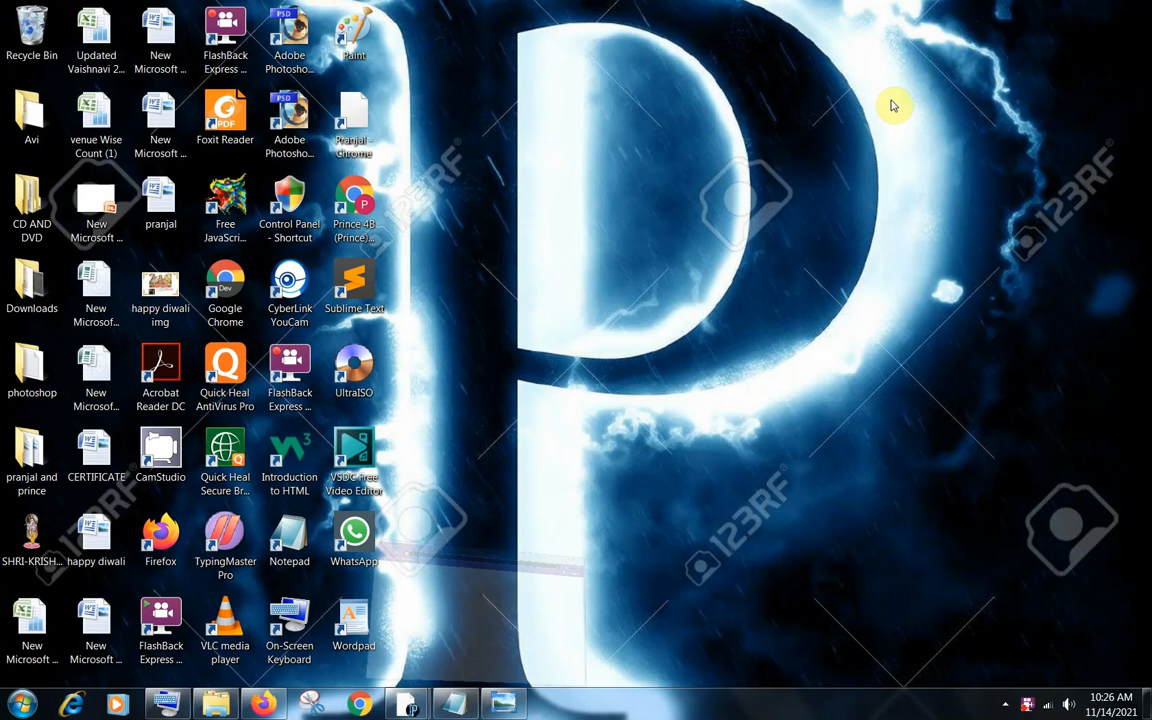 Recycle Bin
Updated
Vaishnavi 2...
New
Microsoft ...
FlashBack
Express ...
PSD
Adobe
Photosho...
Paint
Avi
venue Wise
Count (1)
New
Microsoft ...
PDF
Foxit Reader
PSD
Adobe
Photosho...
Pranjal -
Chrome
CD AND
DVD
New
Microsoft ...
pranjal
Free
JavaScri...
Control Panel
- Shortcut
P
Prince 4B
(Prince)...
Downloads
New
Microsof...
happy diwali
img
Dev
Google
Chrome
CyberLink
YouCam
Sublime Text
photoshop
New
Microsof...
Acrobat
Reader DC
Quick Heal
AntiVirus Pro
FlashBack
Express ...
UltraISO
pranjal and
prince
CERTIFICATE
CamStudio
Quick Heal
Secure Br...
Introduction
to HTML
VSDC Free
Video Editor
SHRI-KRISH...
happy diwali
Firefox
TypingMaster
Pro
Notepad
WhatsApp
New
Microsoft ...
New
Microsoft ...
FlashBack
Express ...
VLC media
player
On-Screen
Keyboard
Wordpad
P
123RF
123RF
123RF
123RF
10:26 AM
11/14/2021